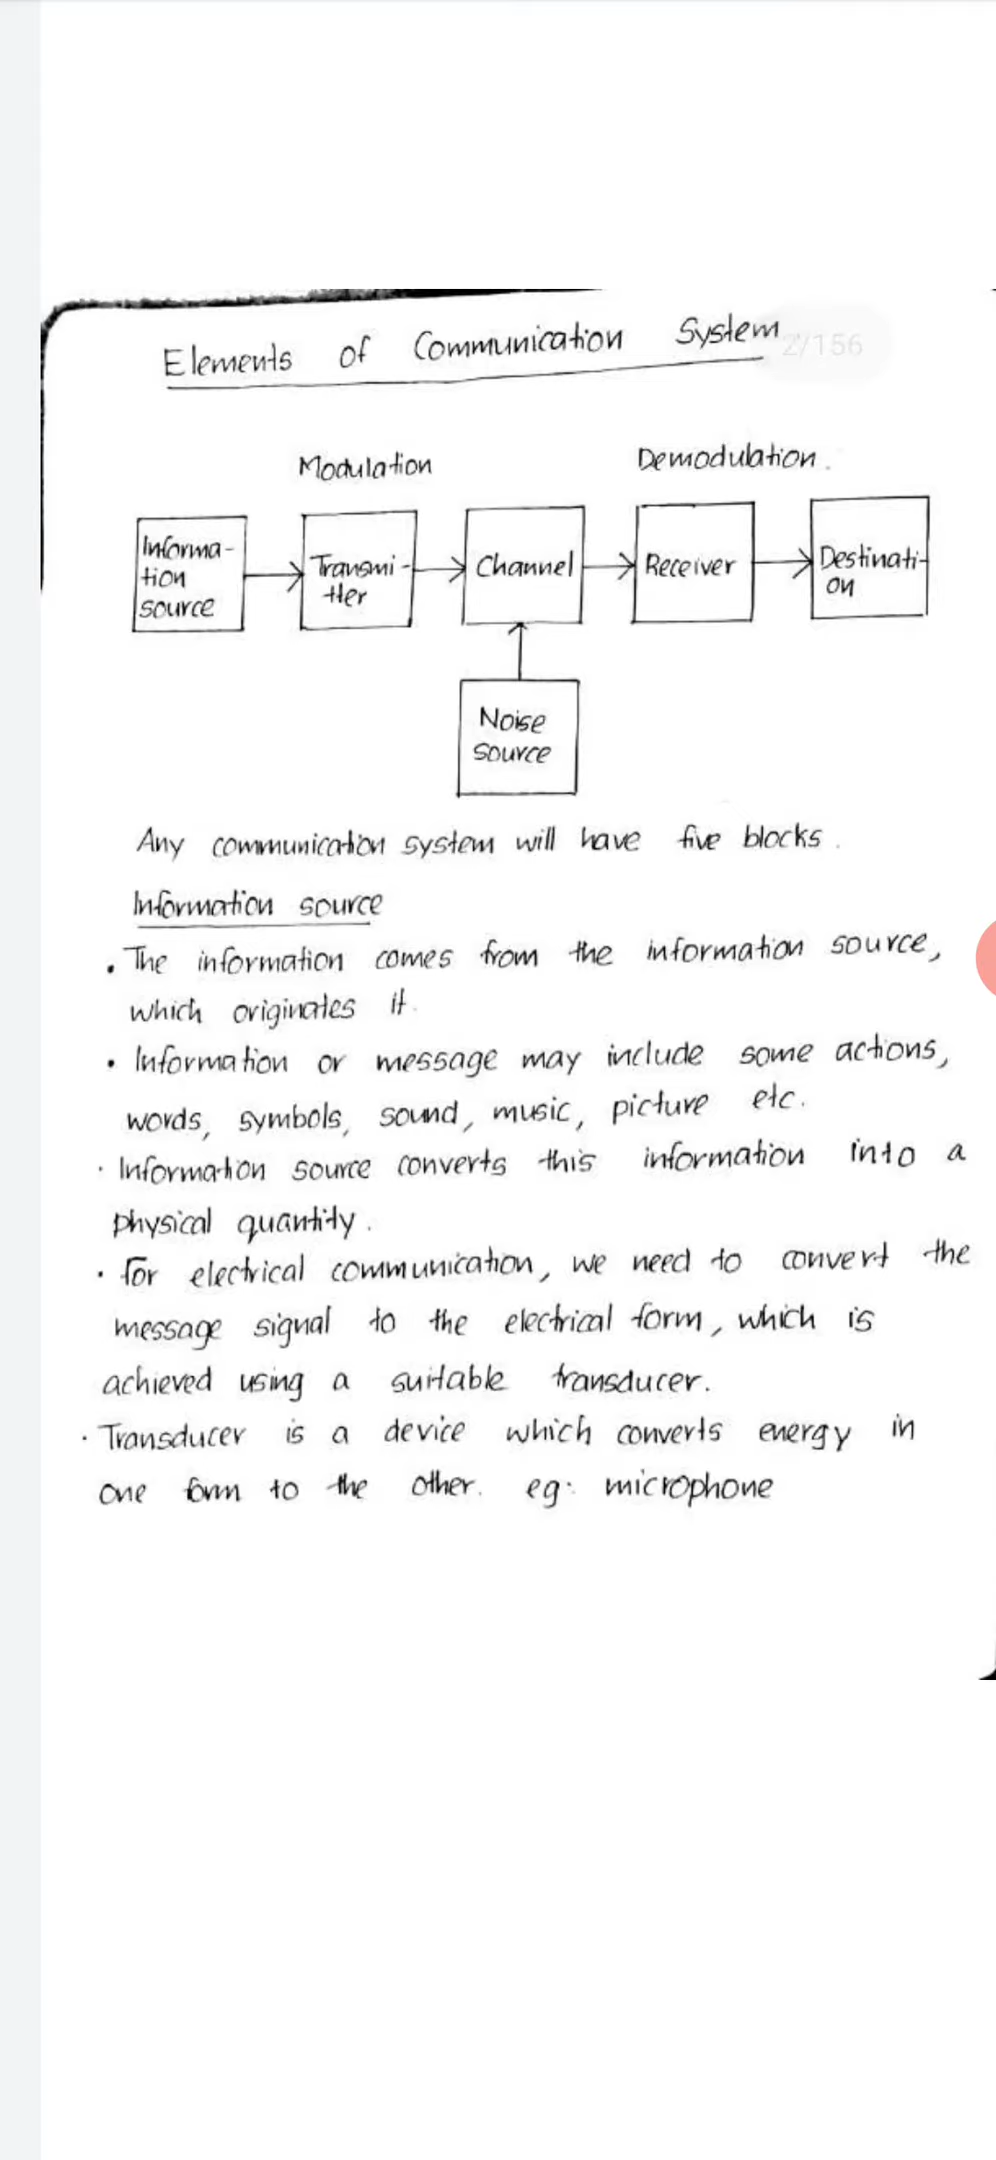 Elements of Communication System
2/156
Modulation
Demodulation.
Informa-
tion
source
Transmi-
tter
Channel
Receiver
Destinati-
on
Noise
source
Any communication system will have five blocks.
Information source
• The information comes from the information source,
which originates it.
• Information or message may include some actions,
words, symbols, sound, music, picture etc.
· Information source converts this information into a
physical quantity.
· for electrical communication, we need to convert the
message signal to the electrical form, which is
achieved using a suitable transducer.
· Transducer is a device which converts energy in
one form to the other. eg: microphone